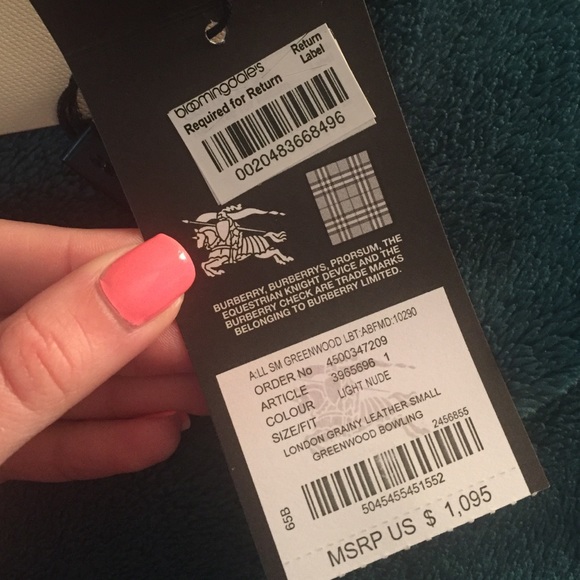 bloomingdale's
Return
Label
Required for Return
0020483668496
BURBERRY, BURBERRYS, PRORSUM, THE
EQUESTRIAN KNIGHT DEVICE AND THE
BURBERRY CHECK ARE TRADE MARKS
BELONGING TO BURBERRY LIMITED.
A:LL SM GREENWOOD LBT:ABFMD:10290
ORDER No 4500347209
ARTICLE 3965696 1
COLOUR LIGHT NUDE
SIZE/FIT
LONDON GRAINY LEATHER SMALL
GREENWOOD BOWLING
2456855
65B
5045455451552
MSRP US $ 1,095